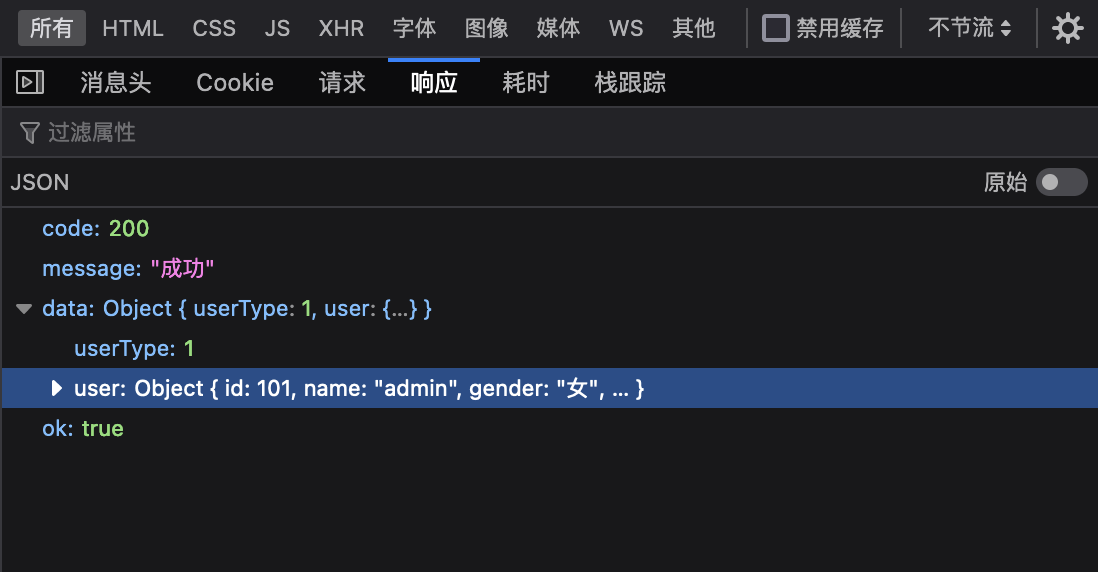 所有 HTML CSS JS XHR 字体 图像 媒体 WS 其他 禁用缓存 不节流
消息头 Cookie 请求 响应 耗时 栈跟踪
过滤属性
JSON 原始
code: 200
message: "成功"
data: Object { userType: 1, user: {…} }
userType: 1
user: Object { id: 101, name: "admin", gender: "女", … }
ok: true